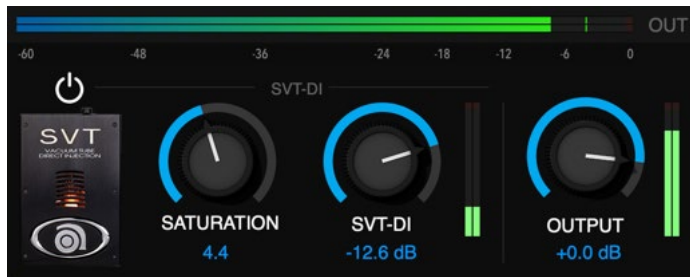 OUT
-60 -48 -36 -24 -18 -12 -6 0
SVT-DI
SVT
VACUUM TUBE
DIRECT INJECTION
SATURATION SVT-DI OUTPUT
4.4 -12.6 dB +0.0 dB